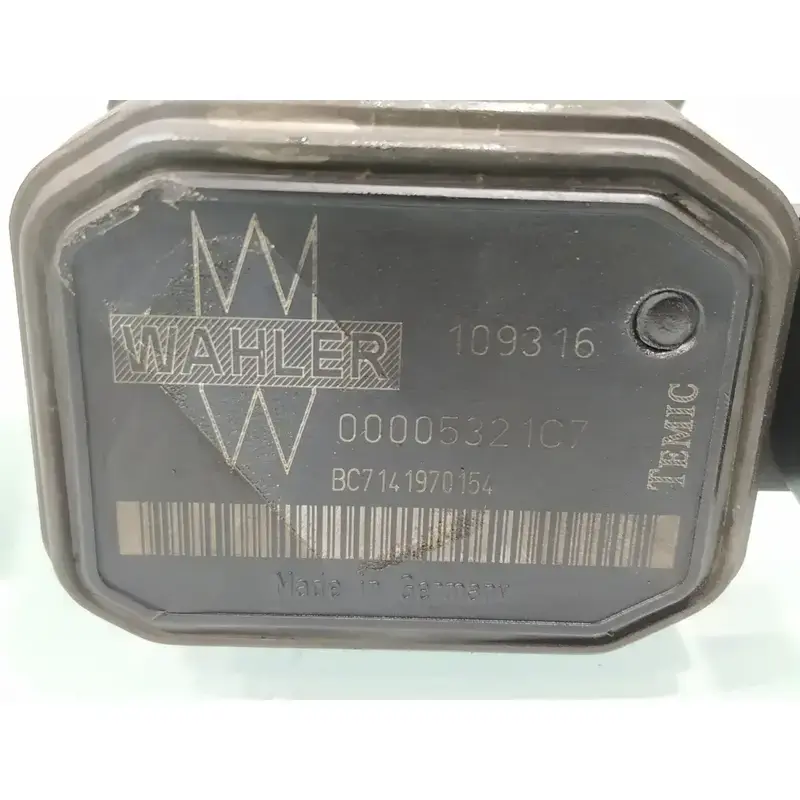 WAHLER
109316
00005321C7
BC7141970154
TEMIC
Made in Germany